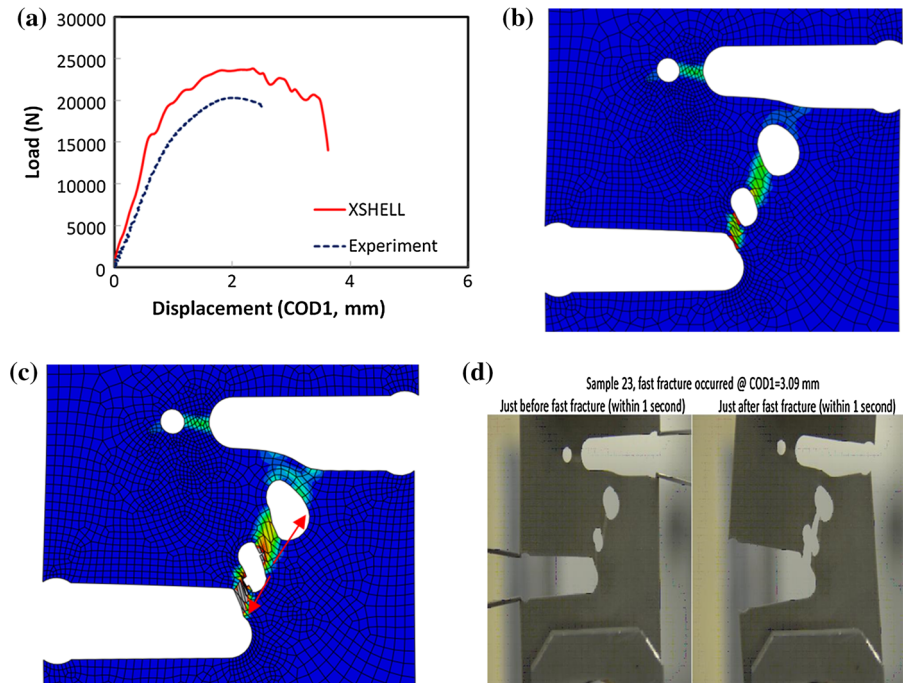 (a)
30000
25000
20000
15000
10000
5000
0
Load (N)
XSHELL
Experiment
0 2 4 6
Displacement (COD1, mm)
(b)
(c)
(d)
Sample 23, fast fracture occurred @ COD1=3.09 mm
Just before fast fracture (within 1 second) Just after fast fracture (within 1 second)